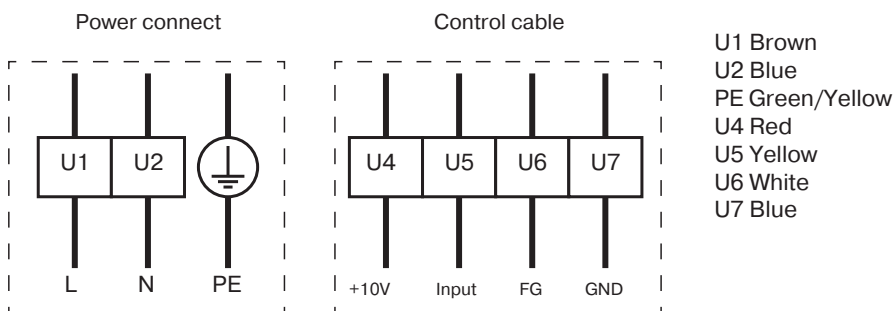 Power connect
Control cable
U1 Brown
U2 Blue
PE Green/Yellow
U4 Red
U5 Yellow
U6 White
U7 Blue
U1 U2
U4 U5 U6 U7
L N PE
+10V Input FG GND